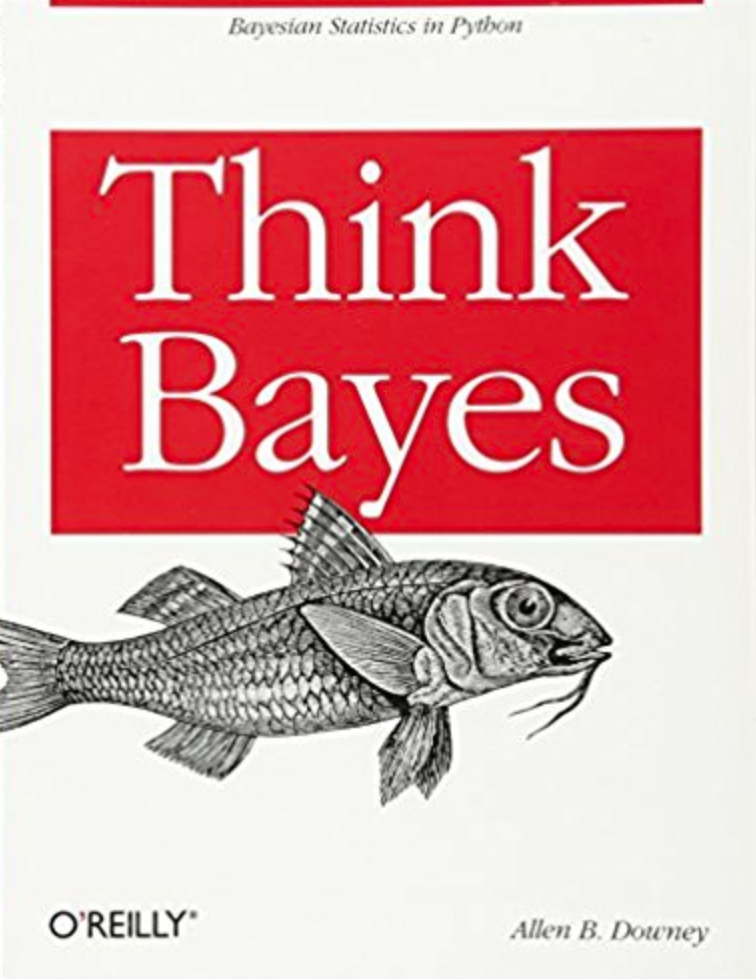 Bayesian Statistics in Python
Think
Bayes
O'REILLY®
Allen B. Downey